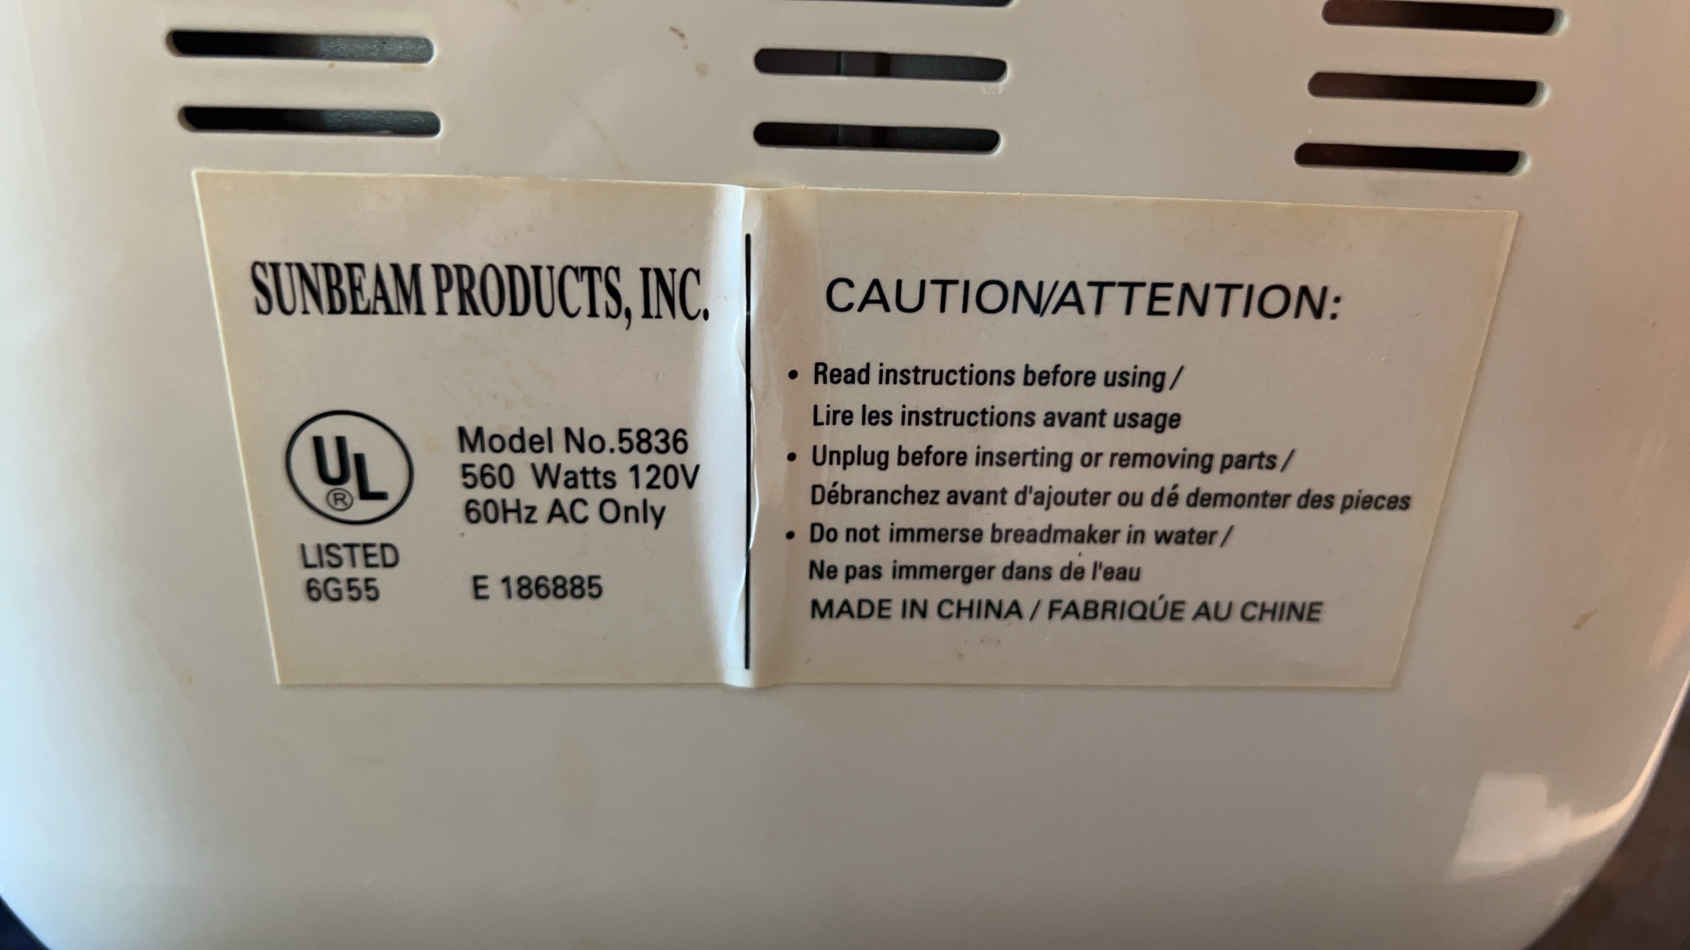 SUNBEAM PRODUCTS, INC.
UL
®
LISTED
6G55
Model No.5836
560 Watts 120V
60Hz AC Only
E 186885
CAUTION/ATTENTION:
• Read instructions before using/
Lire les instructions avant usage
• Unplug before inserting or removing parts/
Débranchez avant d'ajouter ou dé demonter des pieces
• Do not immerse breadmaker in water/
Ne pas immerger dans de l'eau
MADE IN CHINA / FABRIQÚE AU CHINE